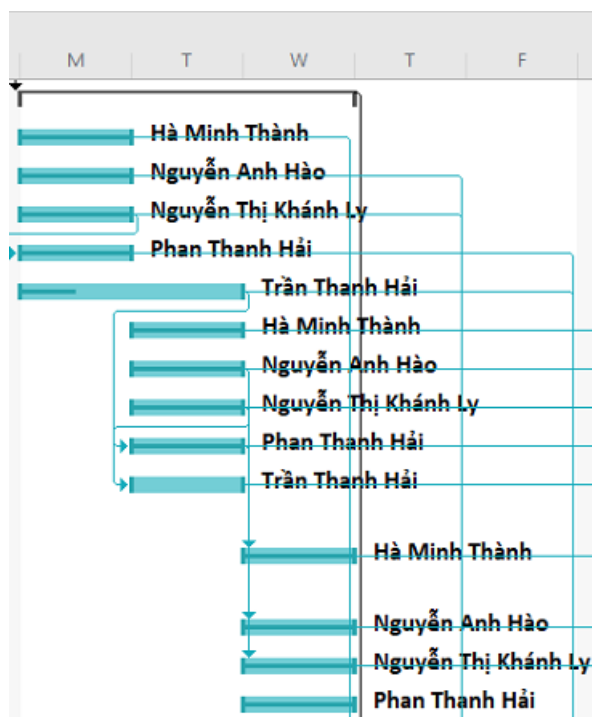 M T W T F
Hà Minh Thành
Nguyễn Anh Hào
Nguyễn Thị Khánh Ly
Phan Thanh Hải
Trần Thanh Hải
Hà Minh Thành
Nguyễn Anh Hào
Nguyễn Thị Khánh Ly
Phan Thanh Hải
Trần Thanh Hải
Hà Minh Thành
Nguyễn Anh Hào
Nguyễn Thị Khánh Ly
Phan Thanh Hải